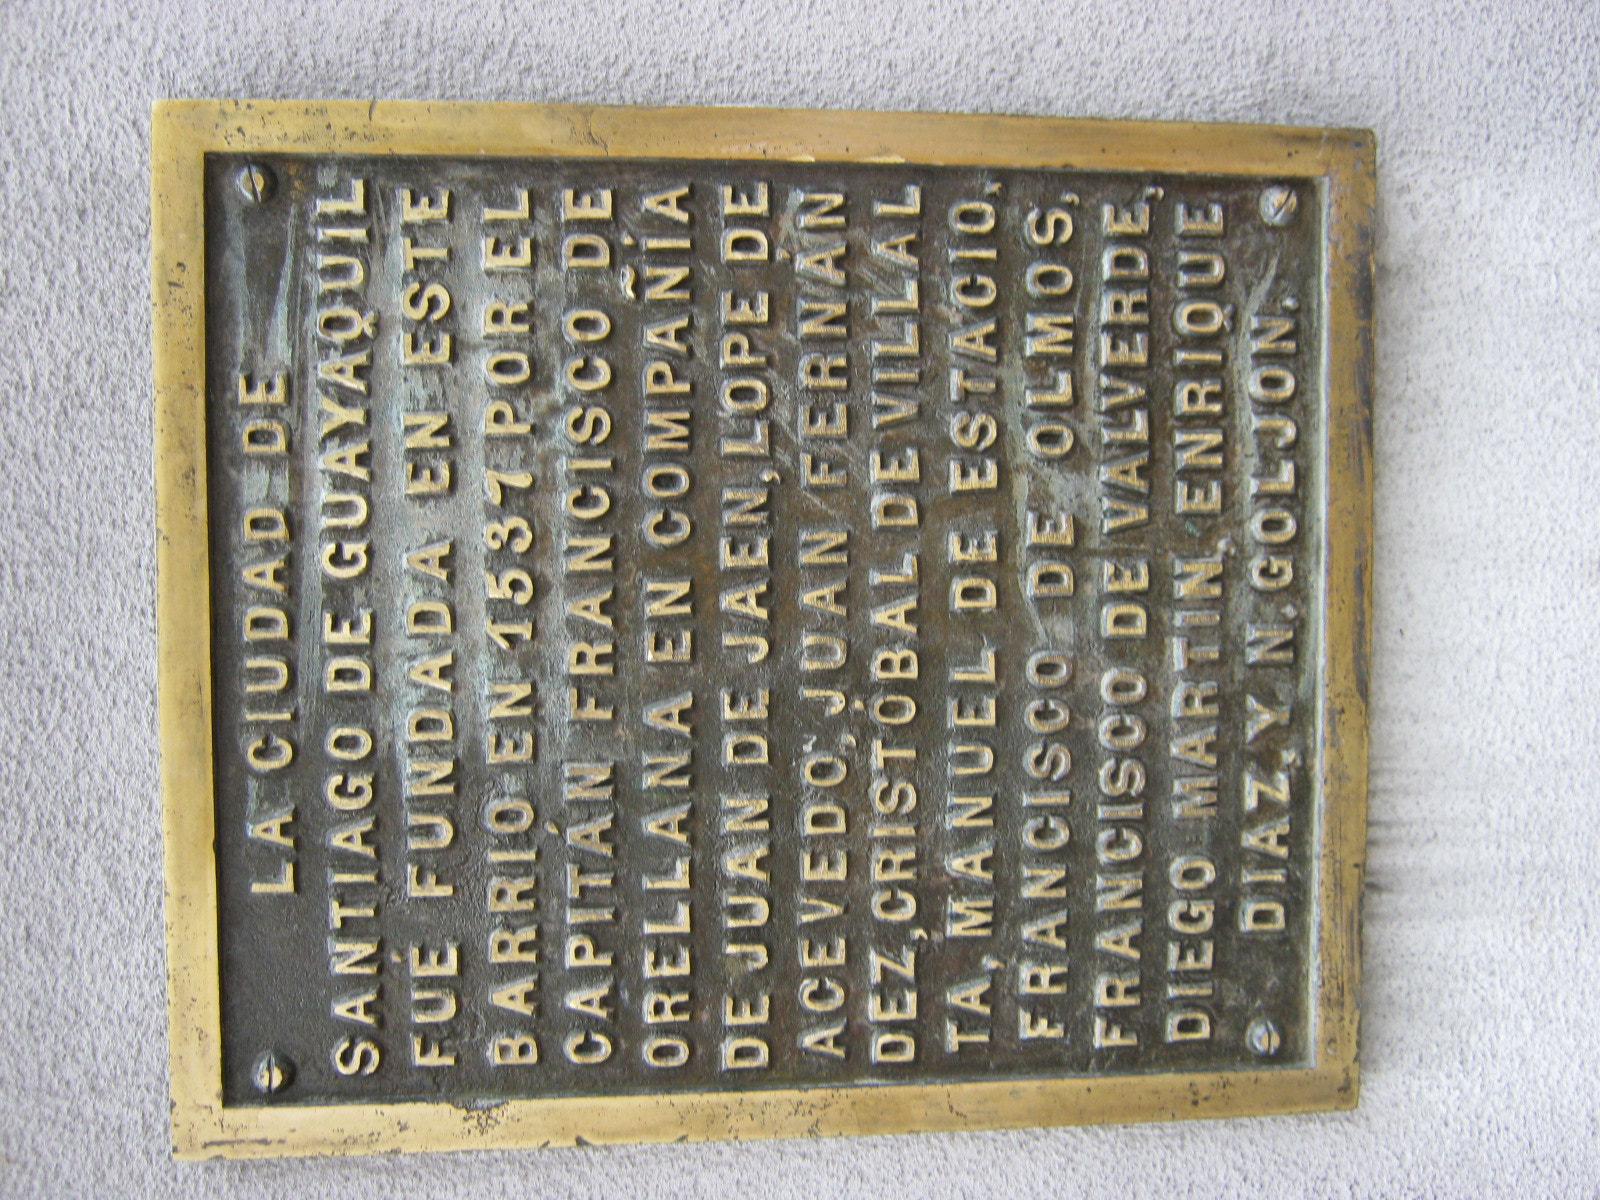 LA CIUDAD DE
SANTIAGO DE GUAYAQUIL
FUÉ FUNDADA EN ESTE
BARRIO EN 1537 POR EL
CAPITÁN FRANCISCO DE
ORELLANA EN COMPAÑÍA
DE JUAN DE JAEN, LOPE DE
ACEVEDO, JUAN FERNÁN
DEZ, CRISTÓBAL DE VILLAL
TA, MANUEL DE ESTACIO,
FRANCISCO DE OLMOS,
FRANCISCO DE VALVERDE,
DIEGO MARTIN, ENRIQUE
DIAZ, Y N. GOLJON.